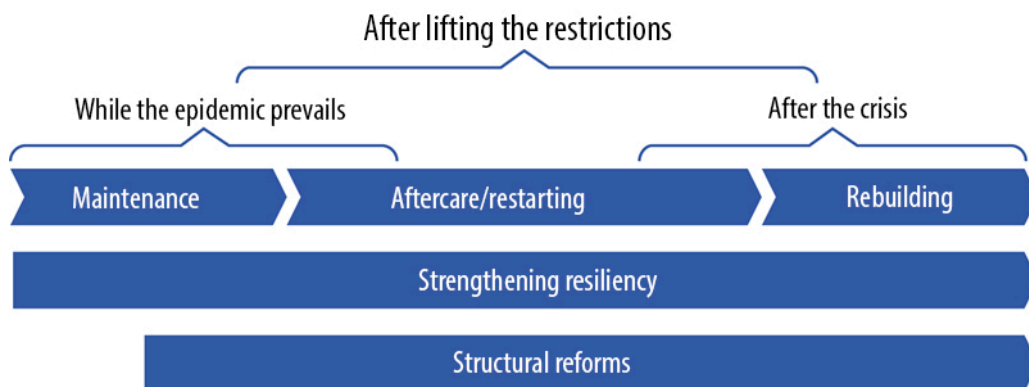 After lifting the restrictions
While the epidemic prevails
After the crisis
Maintenance
Aftercare/restarting
Rebuilding
Strengthening resiliency
Structural reforms